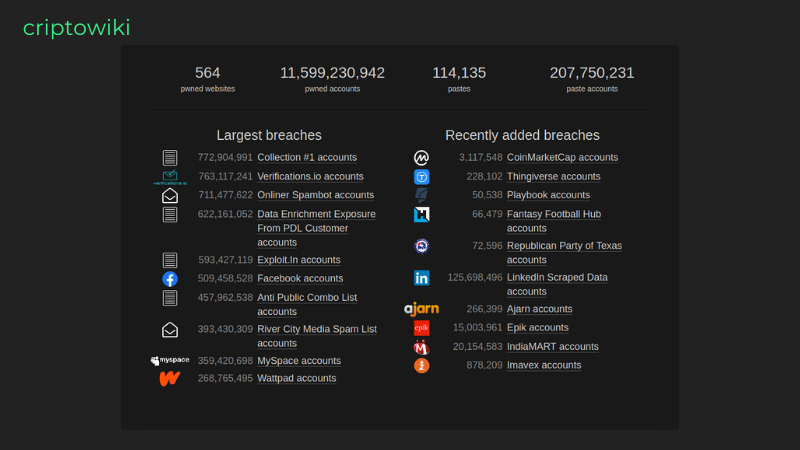 criptowiki
564
pwned websites
11,599,230,942
pwned accounts
114,135
pastes
207,750,231
paste accounts
Largest breaches
772,904,991 Collection #1 accounts
verifications.io
763,117,241 Verifications.io accounts
711,477,622 Onliner Spambot accounts
622,161,052 Data Enrichment Exposure
From PDL Customer
accounts
593,427,119 Exploit.In accounts
509,458,528 Facebook accounts
457,962,538 Anti Public Combo List
accounts
393,430,309 River City Media Spam List
accounts
myspace 359,420,698 MySpace accounts
268,765,495 Wattpad accounts
Recently added breaches
3,117,548 CoinMarketCap accounts
228,102 Thingiverse accounts
50,538 Playbook accounts
66,479 Fantasy Football Hub
accounts
72,596 Republican Party of Texas
accounts
in 125,698,496 LinkedIn Scraped Data
accounts
ajarn 266,399 Ajarn accounts
epik 15,003,961 Epik accounts
20,154,583 IndiaMART accounts
878,209 Imavex accounts